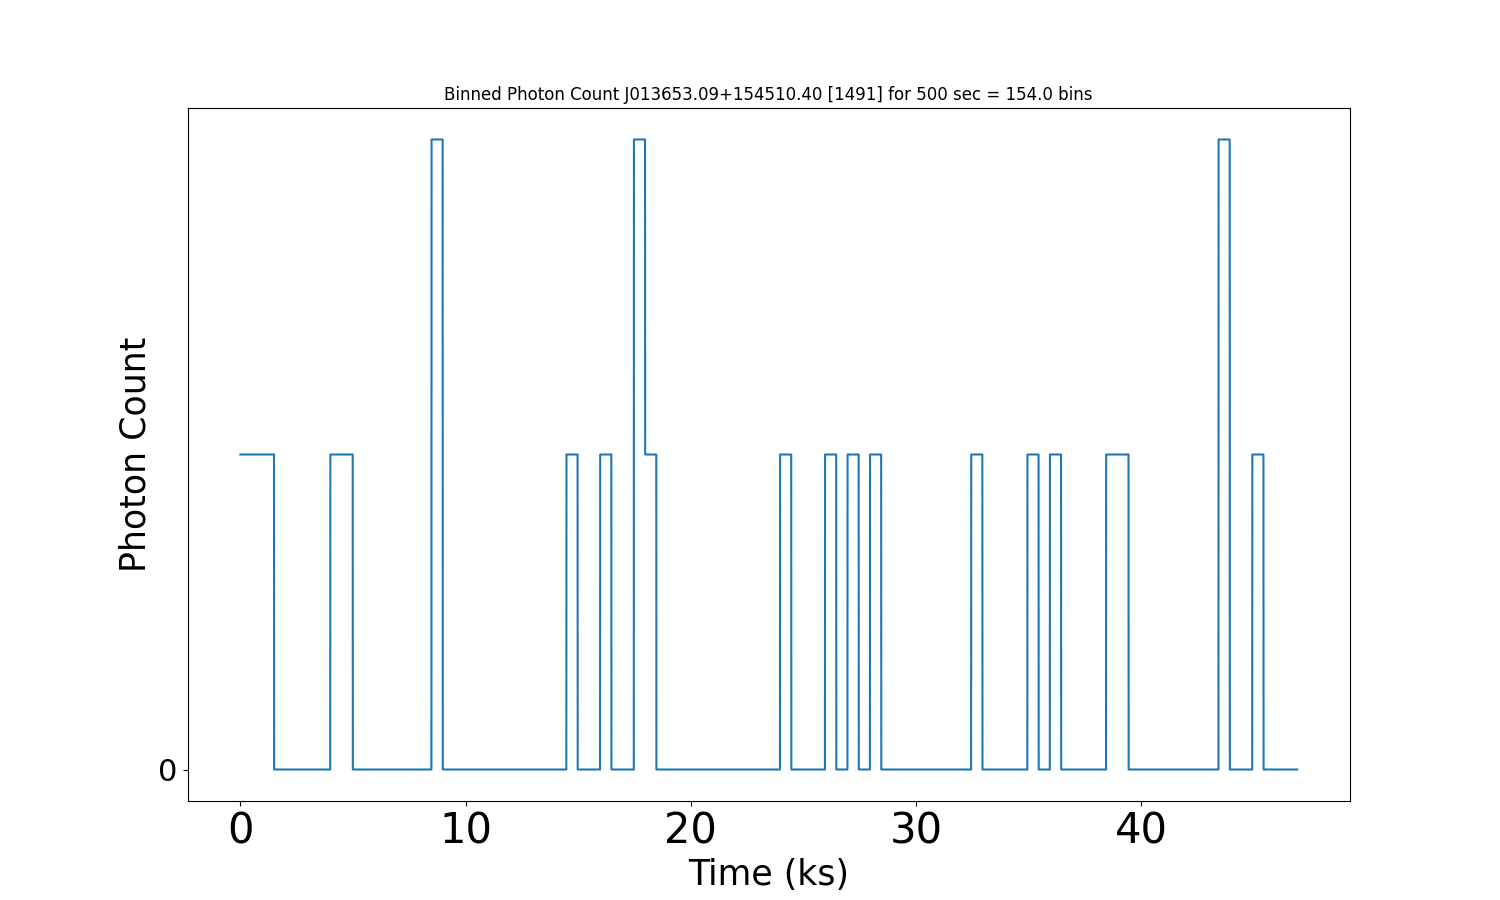 Binned Photon Count J013653.09+154510.40 [1491] for 500 sec = 154.0 bins
Photon Count
0
0 10 20 30 40
Time (ks)